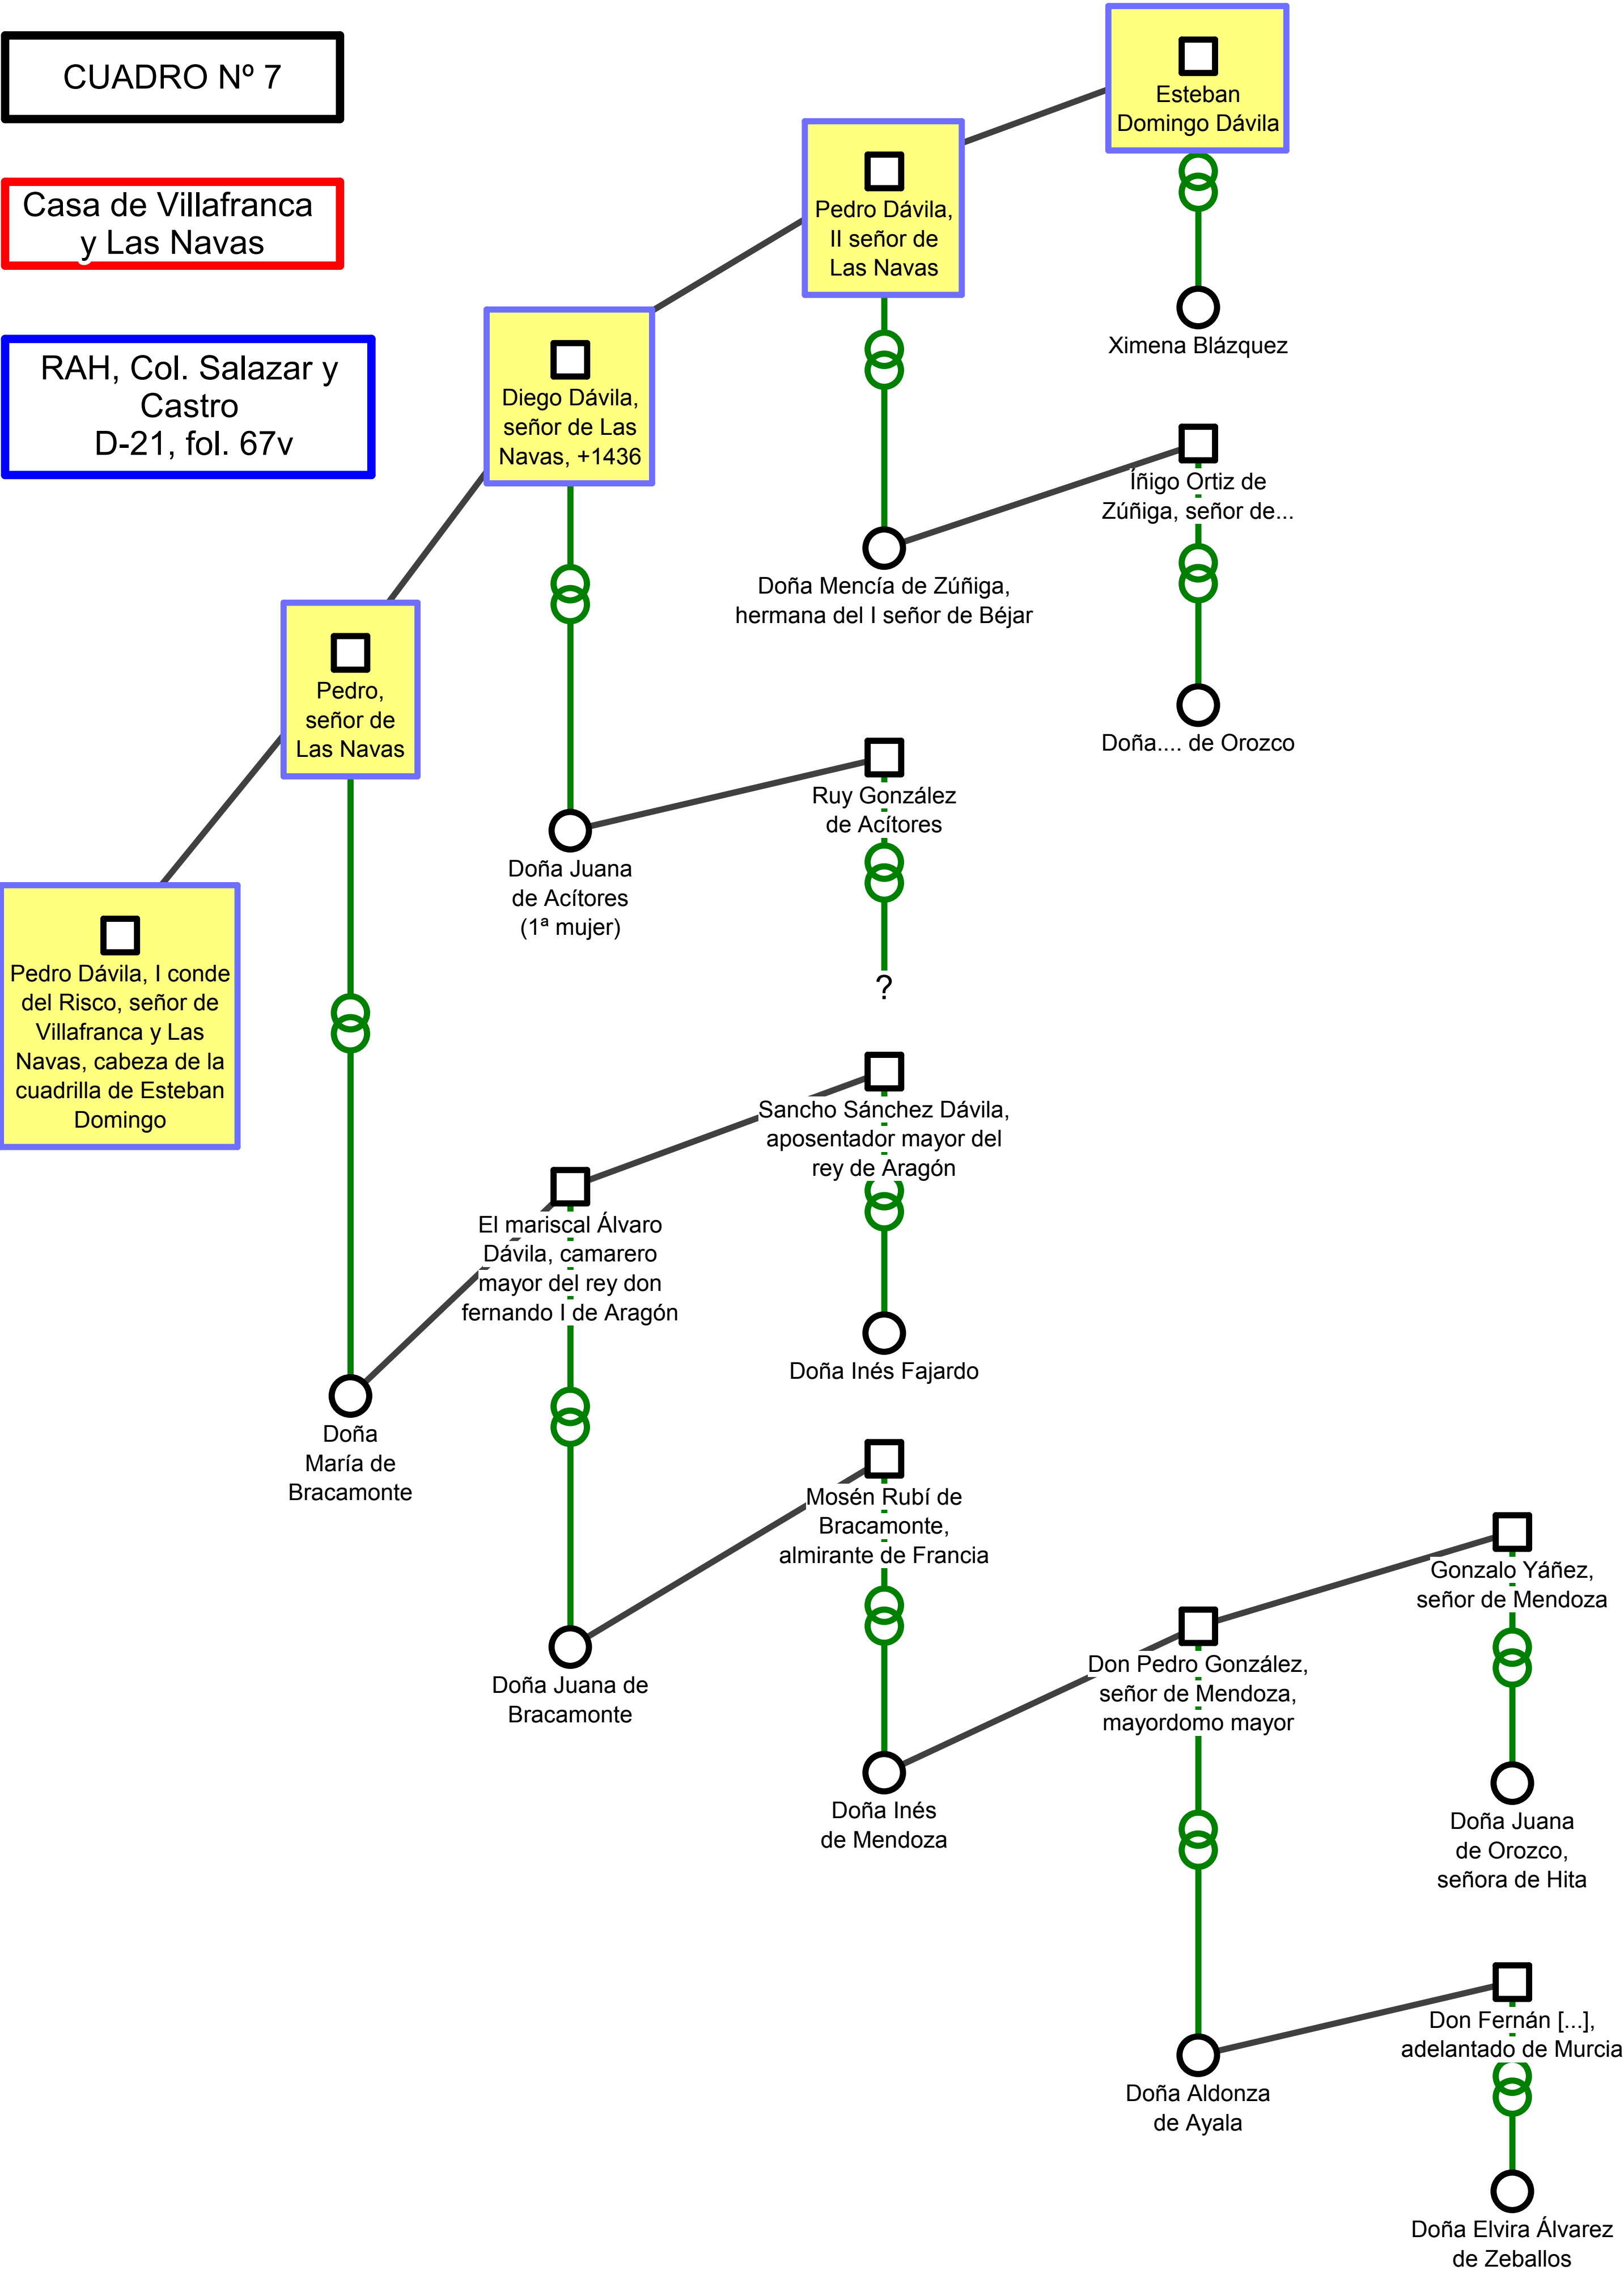 CUADRO Nº 7
Casa de Villafranca
y Las Navas
RAH, Col. Salazar y
Castro
D-21, fol. 67v
Esteban
Domingo Dávila
Ximena Blázquez
Pedro Dávila,
II señor de
Las Navas
Íñigo Ortiz de
Zúñiga, señor de...
Doña Mencía de Zúñiga,
hermana del I señor de Béjar
Doña.... de Orozco
Diego Dávila,
señor de Las
Navas, +1436
Ruy González
de Acítores
Doña Juana
de Acítores
(1ª mujer)
?
Pedro,
señor de
Las Navas
Pedro Dávila, I conde
del Risco, señor de
Villafranca y Las
Navas, cabeza de la
cuadrilla de Esteban
Domingo
Sancho Sánchez Dávila,
aposentador mayor del
rey de Aragón
El mariscal Álvaro
Dávila, camarero
mayor del rey don
fernando I de Aragón
Doña Inés Fajardo
Doña
María de
Bracamonte
Mosén Rubí de
Bracamonte,
almirante de Francia
Doña Juana de
Bracamonte
Gonzalo Yáñez,
señor de Mendoza
Don Pedro González,
señor de Mendoza,
mayordomo mayor
Doña Inés
de Mendoza
Doña Juana
de Orozco,
señora de Hita
Don Fernán [...],
adelantado de Murcia
Doña Aldonza
de Ayala
Doña Elvira Álvarez
de Zeballos